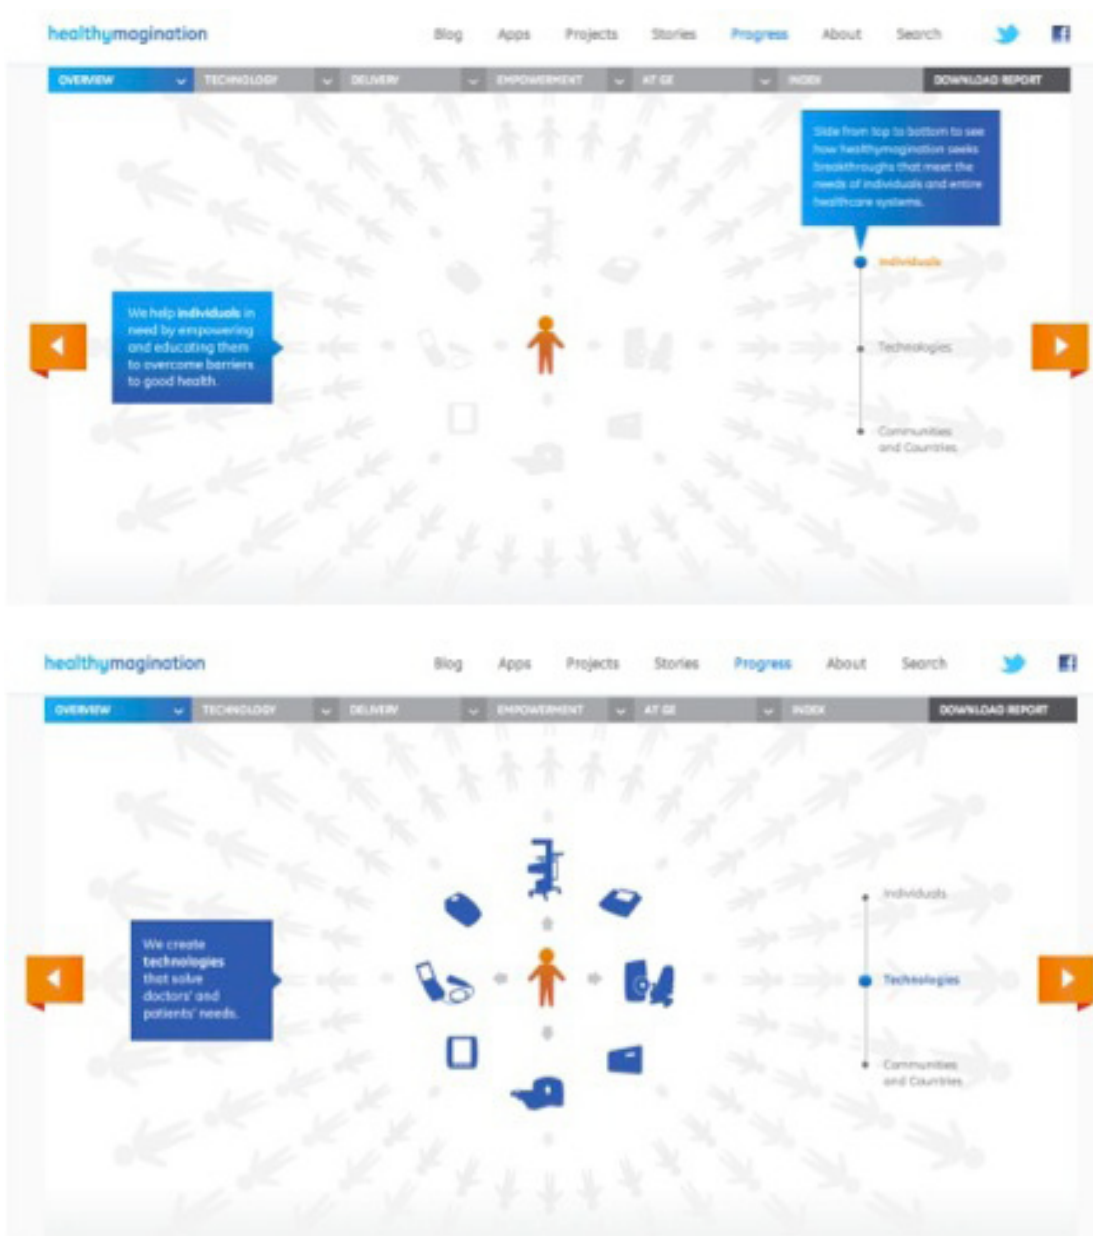 healthymagination
Blog Apps Projects Stories Progress About Search
OVERVIEW TECHNOLOGY DELIVERY EMPOWERMENT AT GE INDEX DOWNLOAD REPORT
Slide from top to bottom to see
how healthymagination seeks
breakthroughs that meet the
needs of individuals and entire
healthcare systems.
Individuals
We help individuals in
need by empowering
and educating them
to overcome barriers
to good health.
Technologies
Communities
and Countries
healthymagination
Blog Apps Projects Stories Progress About Search
OVERVIEW TECHNOLOGY DELIVERY EMPOWERMENT AT GE INDEX DOWNLOAD REPORT
Individuals
We create
technologies
that solve
doctors' and
patients' needs.
Technologies
Communities
and Countries